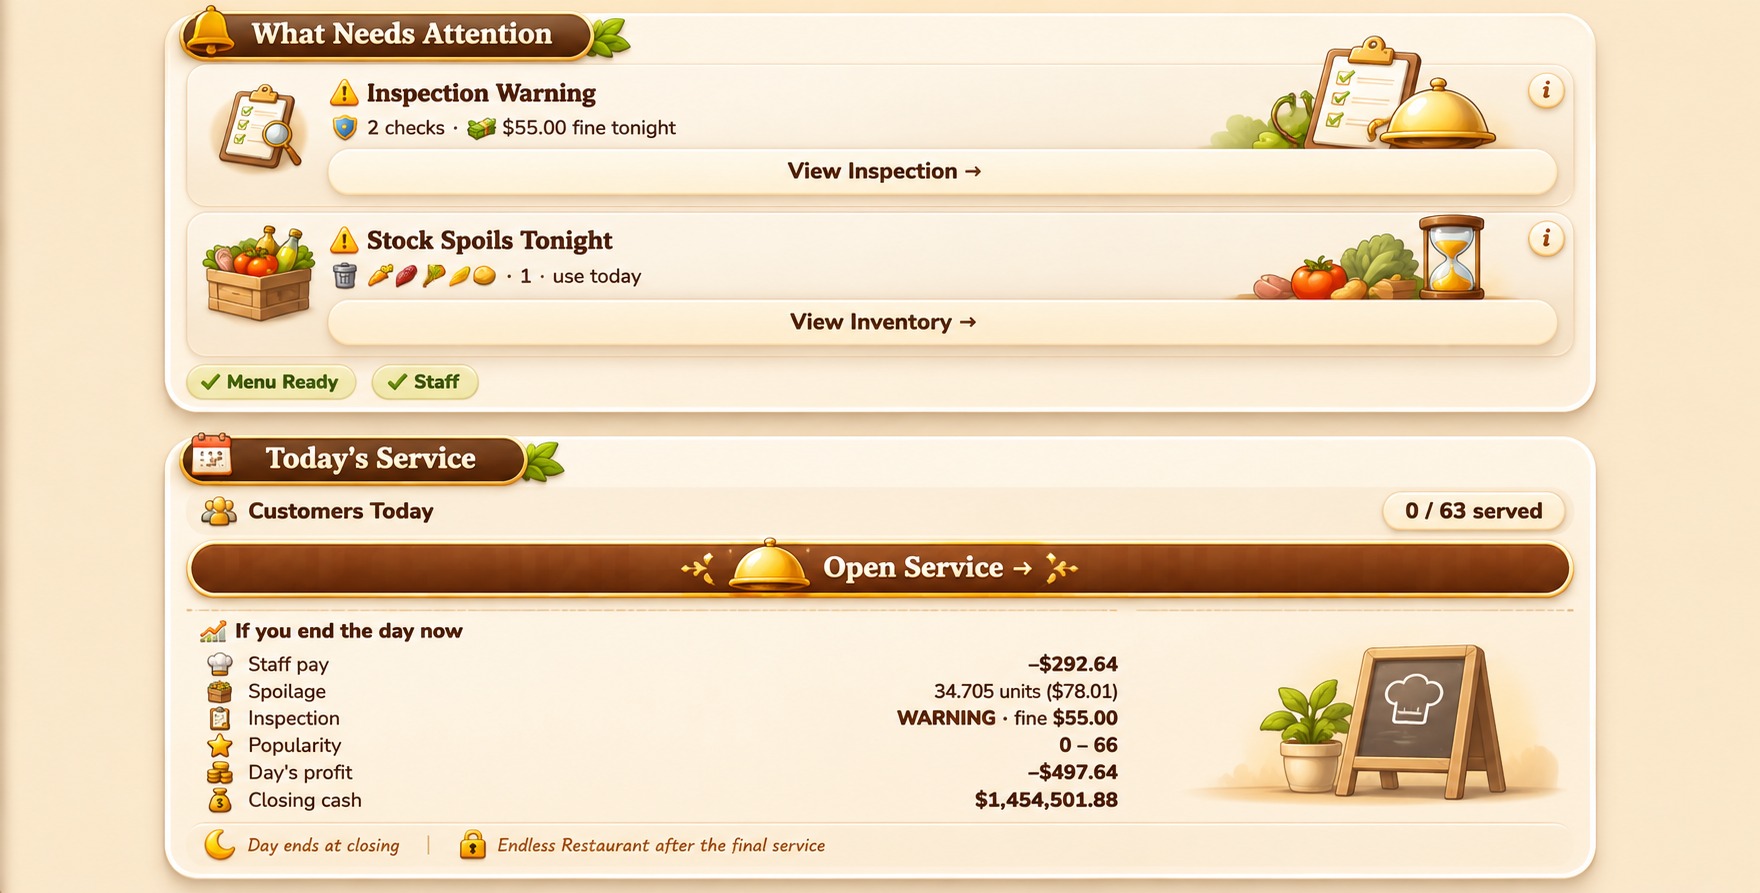 What Needs Attention
Inspection Warning
2 checks · $55.00 fine tonight
View Inspection →
i
Stock Spoils Tonight
· 1 · use today
View Inventory →
i
Menu Ready
Staff
Today's Service
Customers Today
0 / 63 served
Open Service →
If you end the day now
Staff pay –$292.64
Spoilage 34.705 units ($78.01)
Inspection WARNING · fine $55.00
Popularity 0 – 66
Day's profit –$497.64
Closing cash $1,454,501.88
Day ends at closing | Endless Restaurant after the final service